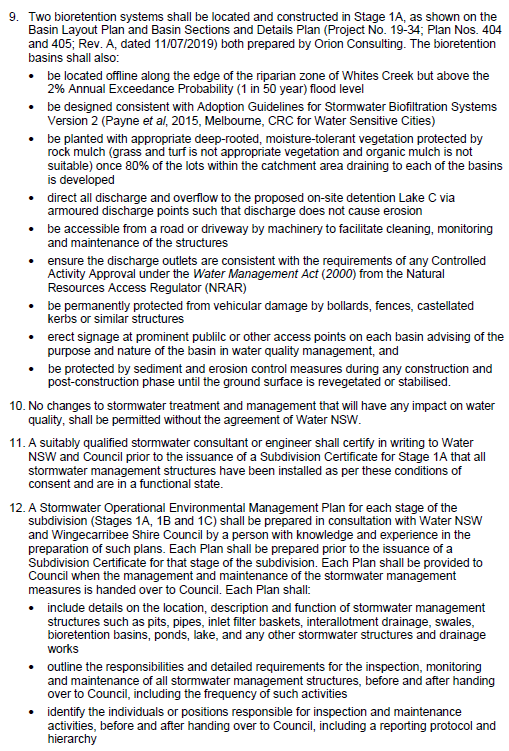 9. Two bioretention systems shall be located and constructed in Stage 1A, as shown on the
Basin Layout Plan and Basin Sections and Details Plan (Project No. 19-34; Plan Nos. 404
and 405; Rev. A, dated 11/07/2019) both prepared by Orion Consulting. The bioretention
basins shall also:
• be located offline along the edge of the riparian zone of Whites Creek but above the
2% Annual Exceedance Probability (1 in 50 year) flood level
• be designed consistent with Adoption Guidelines for Stormwater Biofiltration Systems
Version 2 (Payne et al, 2015, Melbourne, CRC for Water Sensitive Cities)
• be planted with appropriate deep-rooted, moisture-tolerant vegetation protected by
rock mulch (grass and turf is not appropriate vegetation and organic mulch is not
suitable) once 80% of the lots within the catchment area draining to each of the basins
is developed
• direct all discharge and overflow to the proposed on-site detention Lake C via
armoured discharge points such that discharge does not cause erosion
• be accessible from a road or driveway by machinery to facilitate cleaning, monitoring
and maintenance of the structures
• ensure the discharge outlets are consistent with the requirements of any Controlled
Activity Approval under the Water Management Act (2000) from the Natural
Resources Access Regulator (NRAR)
• be permanently protected from vehicular damage by bollards, fences, castellated
kerbs or similar structures
• erect signage at prominent publilc or other access points on each basin advising of the
purpose and nature of the basin in water quality management, and
• be protected by sediment and erosion control measures during any construction and
post-construction phase until the ground surface is revegetated or stabilised.
10. No changes to stormwater treatment and management that will have any impact on water
quality, shall be permitted without the agreement of Water NSW.
11. A suitably qualified stormwater consultant or engineer shall certify in writing to Water
NSW and Council prior to the issuance of a Subdivision Certificate for Stage 1A that all
stormwater management structures have been installed as per these conditions of
consent and are in a functional state.
12. A Stormwater Operational Environmental Management Plan for each stage of the
subdivision (Stages 1A, 1B and 1C) shall be prepared in consultation with Water NSW
and Wingecarribee Shire Council by a person with knowledge and experience in the
preparation of such plans. Each Plan shall be prepared prior to the issuance of a
Subdivision Certificate for that stage of the subdivision. Each Plan shall be provided to
Council when the management and maintenance of the stormwater management
measures is handed over to Council. Each Plan shall:
• include details on the location, description and function of stormwater management
structures such as pits, pipes, inlet filter baskets, interallotment drainage, swales,
bioretention basins, ponds, lake, and any other stormwater structures and drainage
works
• outline the responsibilities and detailed requirements for the inspection, monitoring
and maintenance of all stormwater management structures, before and after handing
over to Council, including the frequency of such activities
• identify the individuals or positions responsible for inspection and maintenance
activities, before and after handing over to Council, including a reporting protocol and
hierarchy